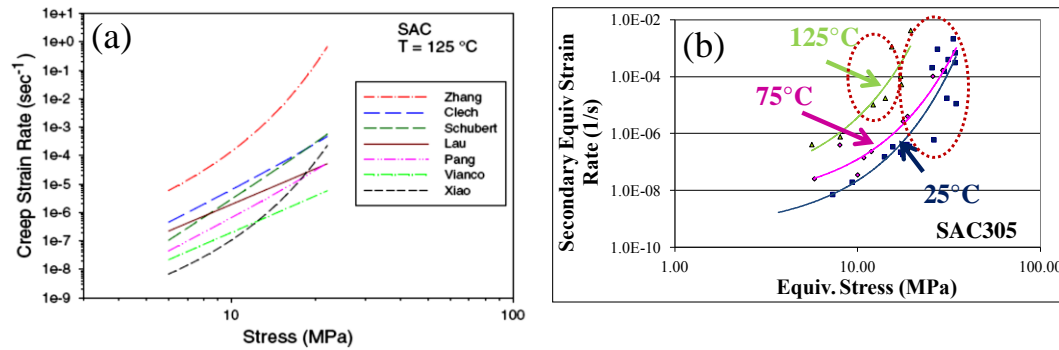 (a)
SAC
T = 125 °C
Creep Strain Rate (sec-1)
1e+1
1e+0
1e-1
1e-2
1e-3
1e-4
1e-5
1e-6
1e-7
1e-8
1e-9
Zhang
Clech
Schubert
Lau
Pang
Vianco
Xiao
10
100
Stress (MPa)
(b)
Secondary Equiv Strain
Rate (1/s)
1.0E-02
1.0E-04
1.0E-06
1.0E-08
1.0E-10
125°C
75°C
25°C
SAC305
1.00
10.00
100.00
Equiv. Stress (MPa)